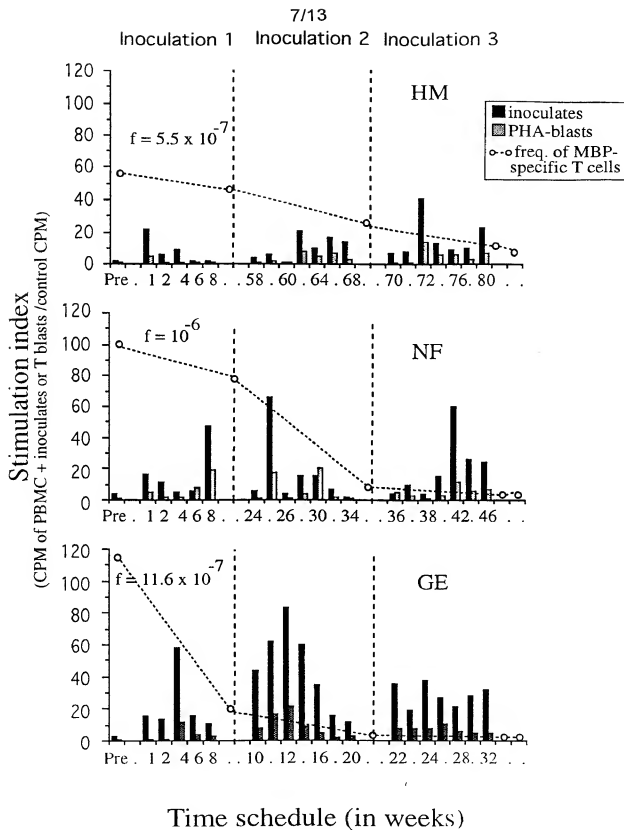 7/13
Inoculation 1 Inoculation 2 Inoculation 3
Stimulation index
(CPM of PBMC + inoculates or T blasts /control CPM)
120
100
80
60
40
20
0
HM
f = 5.5 x 10-7
inoculates
PHA-blasts
freq. of MBP-
specific T cells
Pre . 1 2 4 6 8 . . . 58 . 60 . 64 . 68 . . 70 . 72 . 76 . 80 . .
120
100
80
60
40
20
0
NF
f = 10-6
Pre . 1 2 4 6 8 . . 24 . 26 . 30 . 34 . . 36 . 38 . 42 . 46 . . .
120
100
80
60
40
20
0
GE
f = 11.6 x 10-7
Pre . 1 2 4 6 8 . . 10 . 12 . 16 . 20 . . 22 . 24 . 28 . 32 . . .
Time schedule (in weeks)